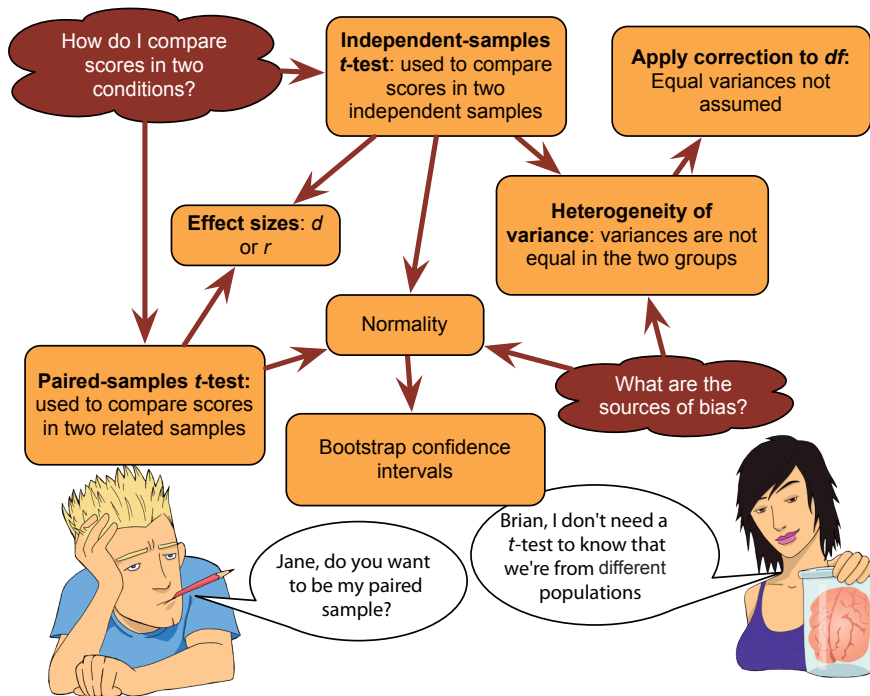 How do I compare
scores in two
conditions?
Independent-samples
t-test: used to compare
scores in two
independent samples
Apply correction to df:
Equal variances not
assumed
Effect sizes: d
or r
Heterogeneity of
variance: variances are not
equal in the two groups
Normality
Paired-samples t-test:
used to compare scores
in two related samples
What are the
sources of bias?
Bootstrap confidence
intervals
Jane, do you want
to be my paired
sample?
Brian, I don't need a
t-test to know that
we're from different
populations